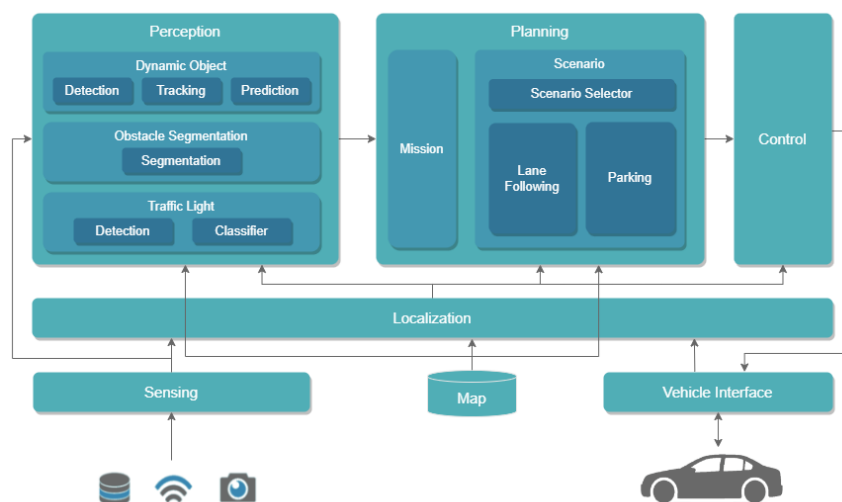 Perception
Dynamic Object
Detection
Tracking
Prediction
Obstacle Segmentation
Segmentation
Traffic Light
Detection
Classifier
Planning
Mission
Scenario
Scenario Selector
Lane
Following
Parking
Control
Localization
Sensing
Map
Vehicle Interface